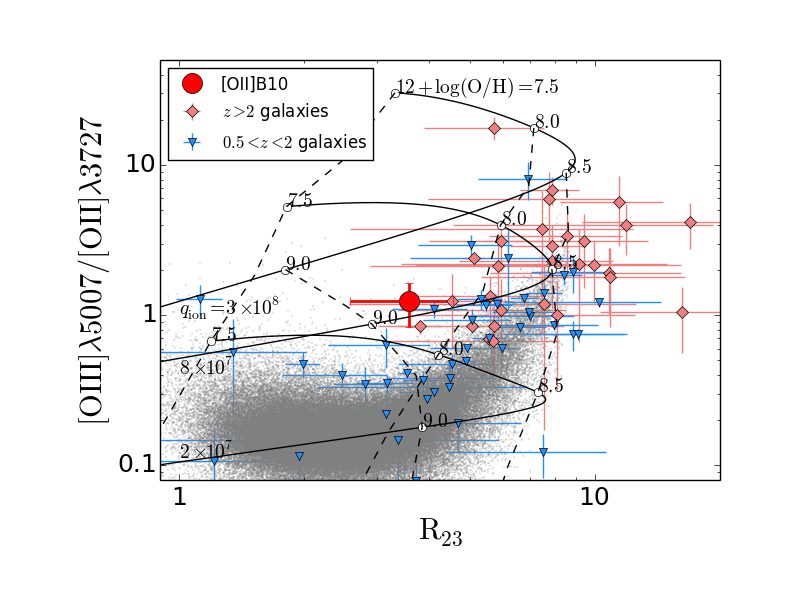 [OII]B10
z>2 galaxies
0.5<z<2 galaxies
12+log(O/H)=7.5
8.0
8.5
7.5
8.0
8.5
9.0
9.0
q_ion=3×10^8
7.5
8.0
8×10^7
8.5
9.0
2×10^7
10
1
0.1
1
10
[OIII]λ5007/[OII]λ3727
R_23